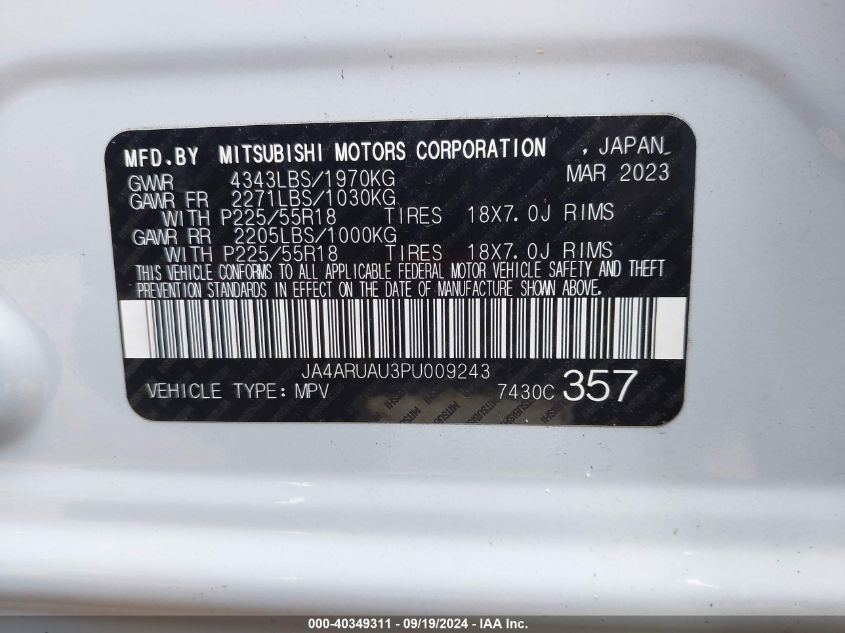 MFD.BY MITSUBISHI MOTORS CORPORATION , JAPAN
GVWR 4343LBS/1970KG MAR 2023
GAWR FR 2271LBS/1030KG
WITH P225/55R18 TIRES 18X7.0J RIMS
GAWR RR 2205LBS/1000KG
WITH P225/55R18 TIRES 18X7.0J RIMS
THIS VEHICLE CONFORMS TO ALL APPLICABLE FEDERAL MOTOR VEHICLE SAFETY AND THEFT
PREVENTION STANDARDS IN EFFECT ON THE DATE OF MANUFACTURE SHOWN ABOVE.
JA4ARUAU3PU009243
VEHICLE TYPE: MPV 7430C 357
000-40349311 - 09/19/2024 - IAA Inc.